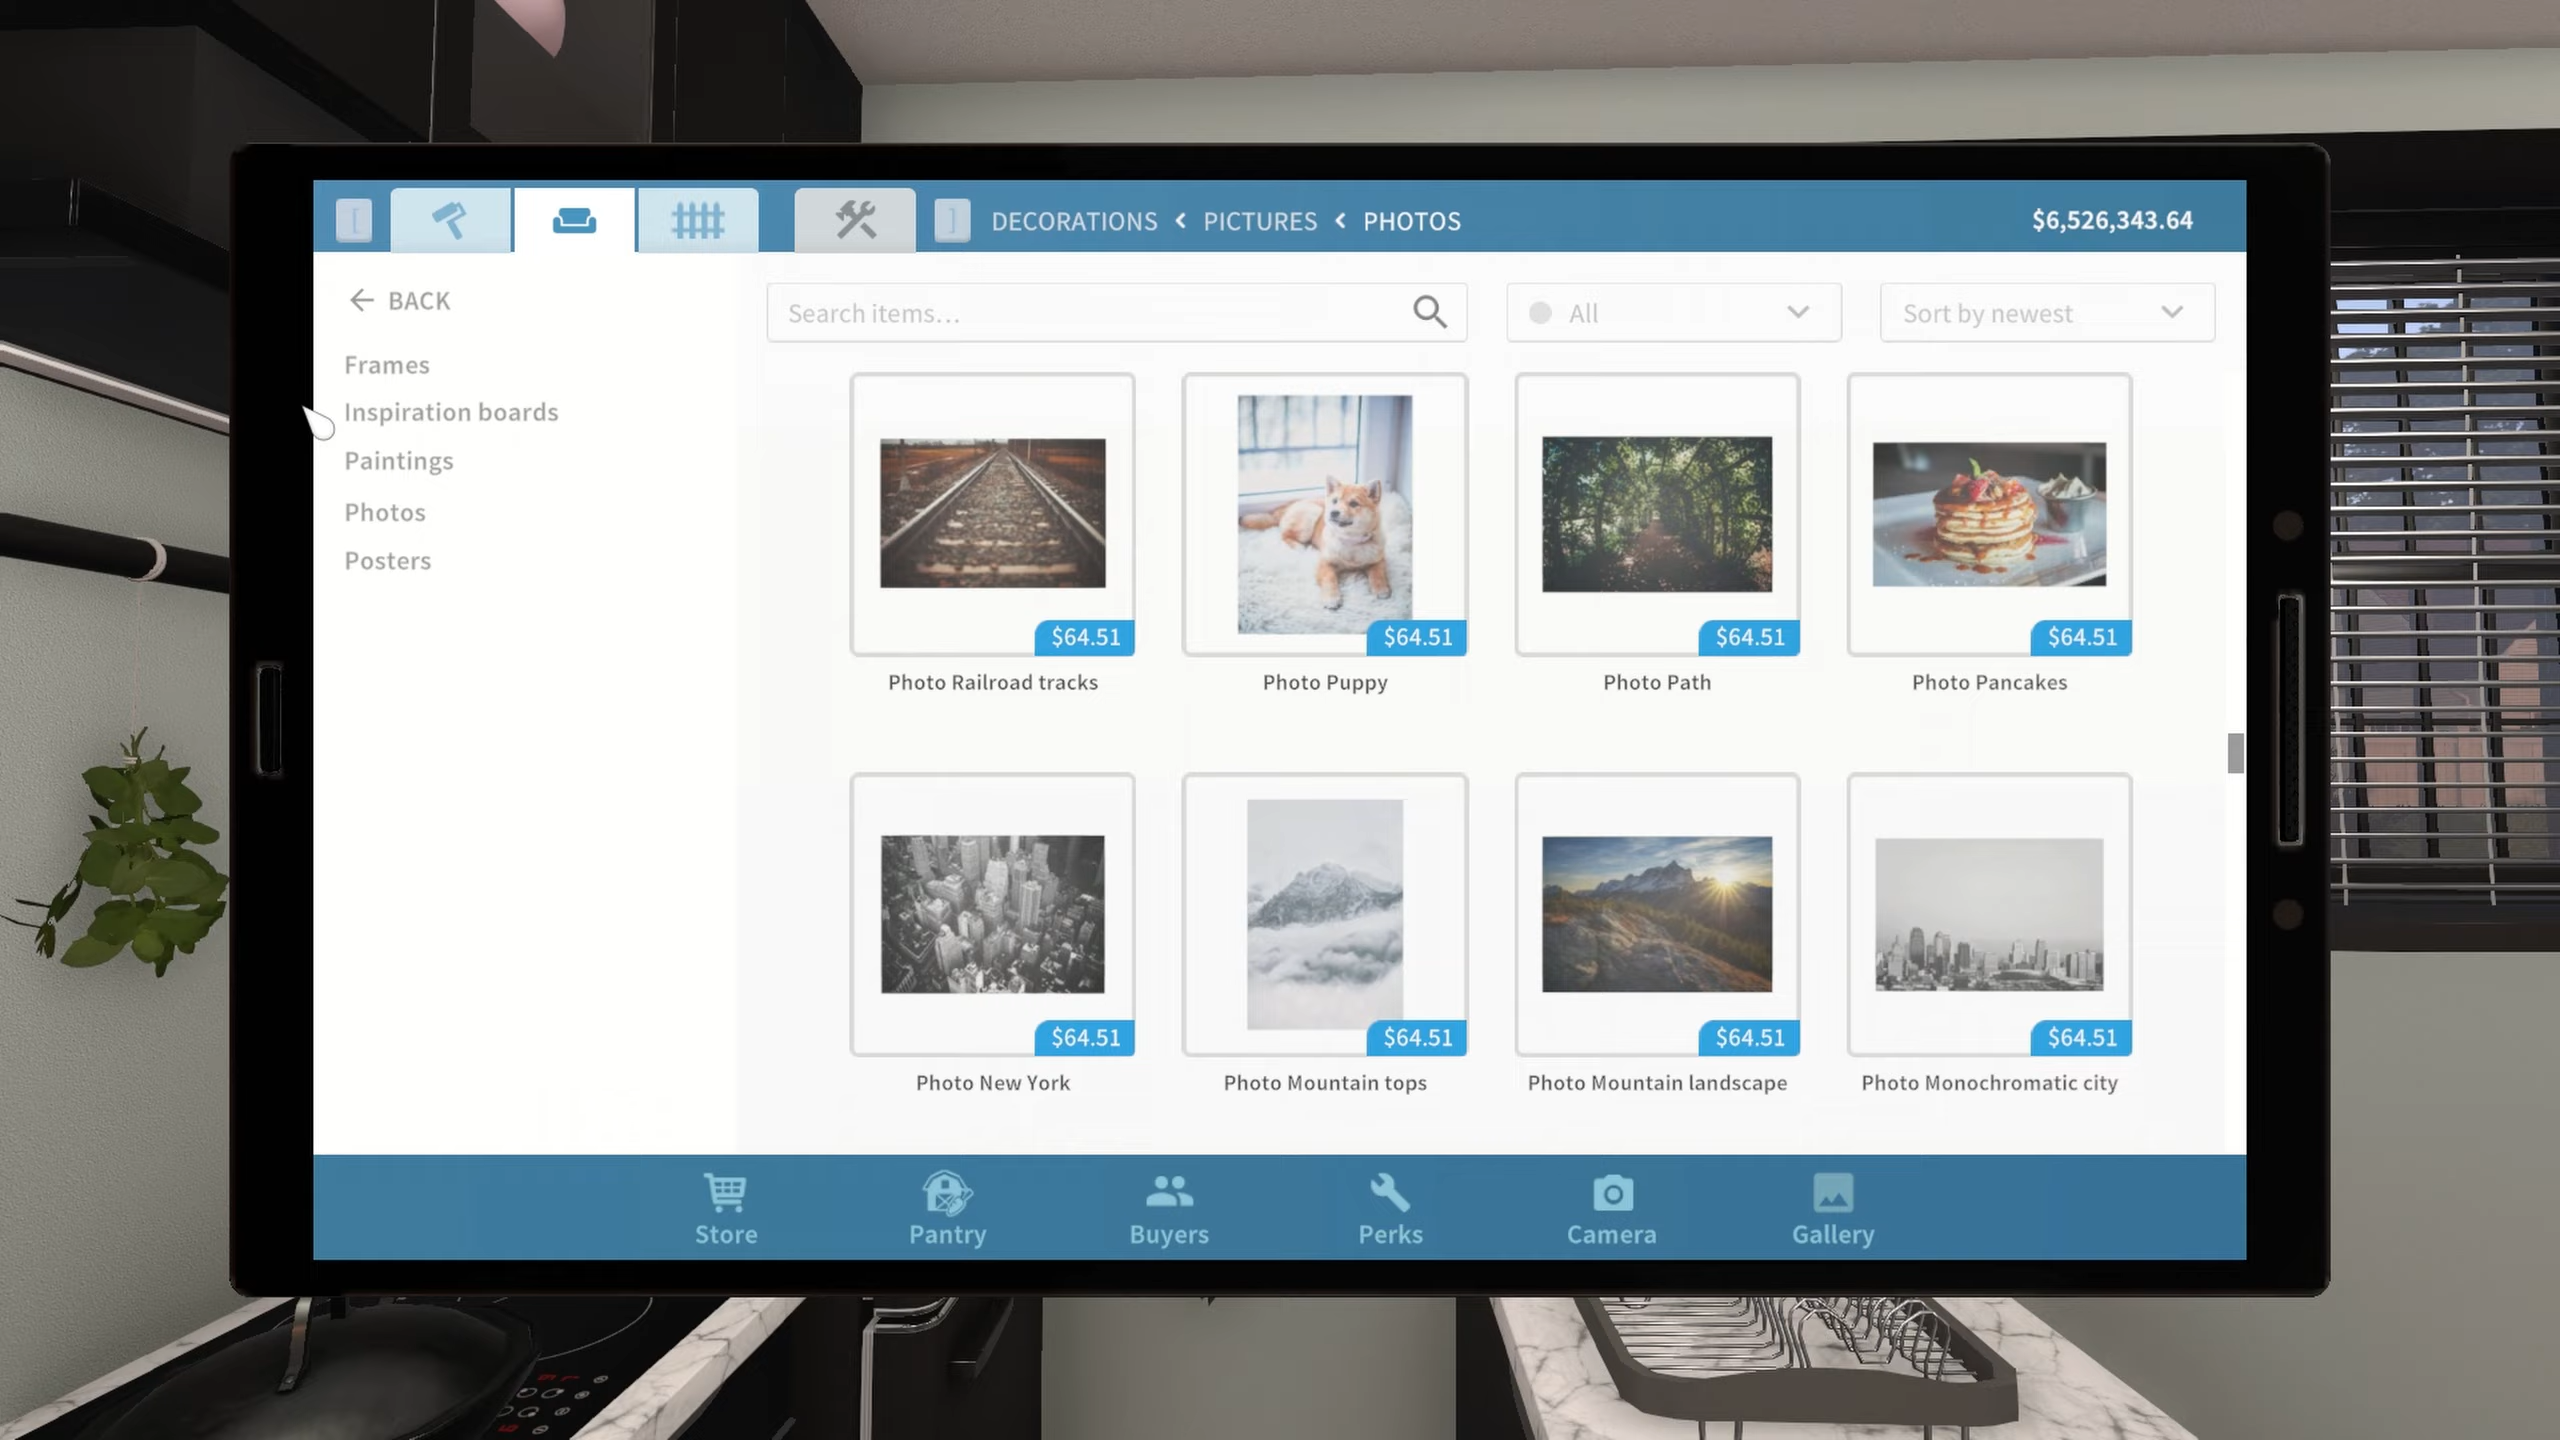 [
]
DECORATIONS < PICTURES < PHOTOS
$6,526,343.64
BACK
Search items...
All
Sort by newest
Frames
Inspiration boards
Paintings
Photos
Posters
$64.51
$64.51
$64.51
$64.51
Photo Railroad tracks
Photo Puppy
Photo Path
Photo Pancakes
$64.51
$64.51
$64.51
$64.51
Photo New York
Photo Mountain tops
Photo Mountain landscape
Photo Monochromatic city
Store
Pantry
Buyers
Perks
Camera
Gallery